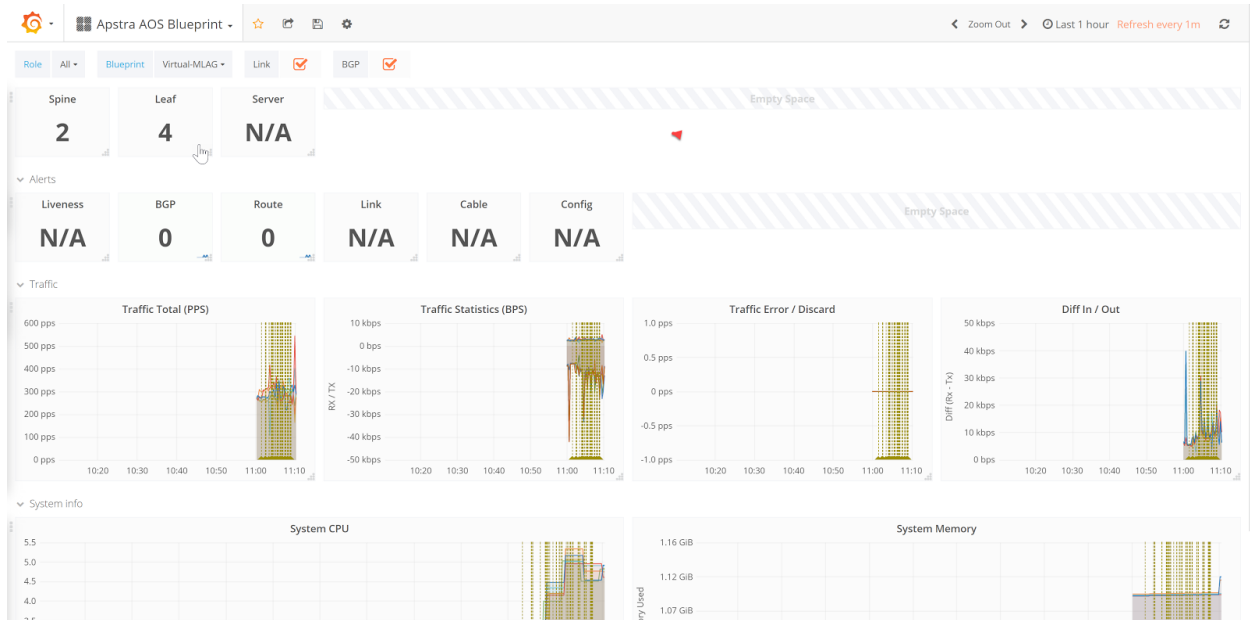 Apstra AOS Blueprint
Zoom Out
Last 1 hour Refresh every 1m
Role All Blueprint Virtual-MLAG Link BGP
Spine Leaf Server Empty Space
2 4 N/A
Alerts
Liveness BGP Route Link Cable Config Empty Space
N/A 0 0 N/A N/A N/A
Traffic
Traffic Total (PPS)
600 pps
500 pps
400 pps
300 pps
200 pps
100 pps
0 pps
10:20 10:30 10:40 10:50 11:00 11:10
Traffic Statistics (BPS)
RX / TX
10 kbps
0 bps
-10 kbps
-20 kbps
-30 kbps
-40 kbps
-50 kbps
10:20 10:30 10:40 10:50 11:00 11:10
Traffic Error / Discard
1.0 pps
0.5 pps
0 pps
-0.5 pps
-1.0 pps
10:20 10:30 10:40 10:50 11:00 11:10
Diff In / Out
Diff (Rx - Tx)
50 kbps
40 kbps
30 kbps
20 kbps
10 kbps
0 bps
10:20 10:30 10:40 10:50 11:00 11:10
System info
System CPU
5.5
5.0
4.5
4.0
3.5
System Memory
1.16 GiB
1.12 GiB
1.07 GiB
Used